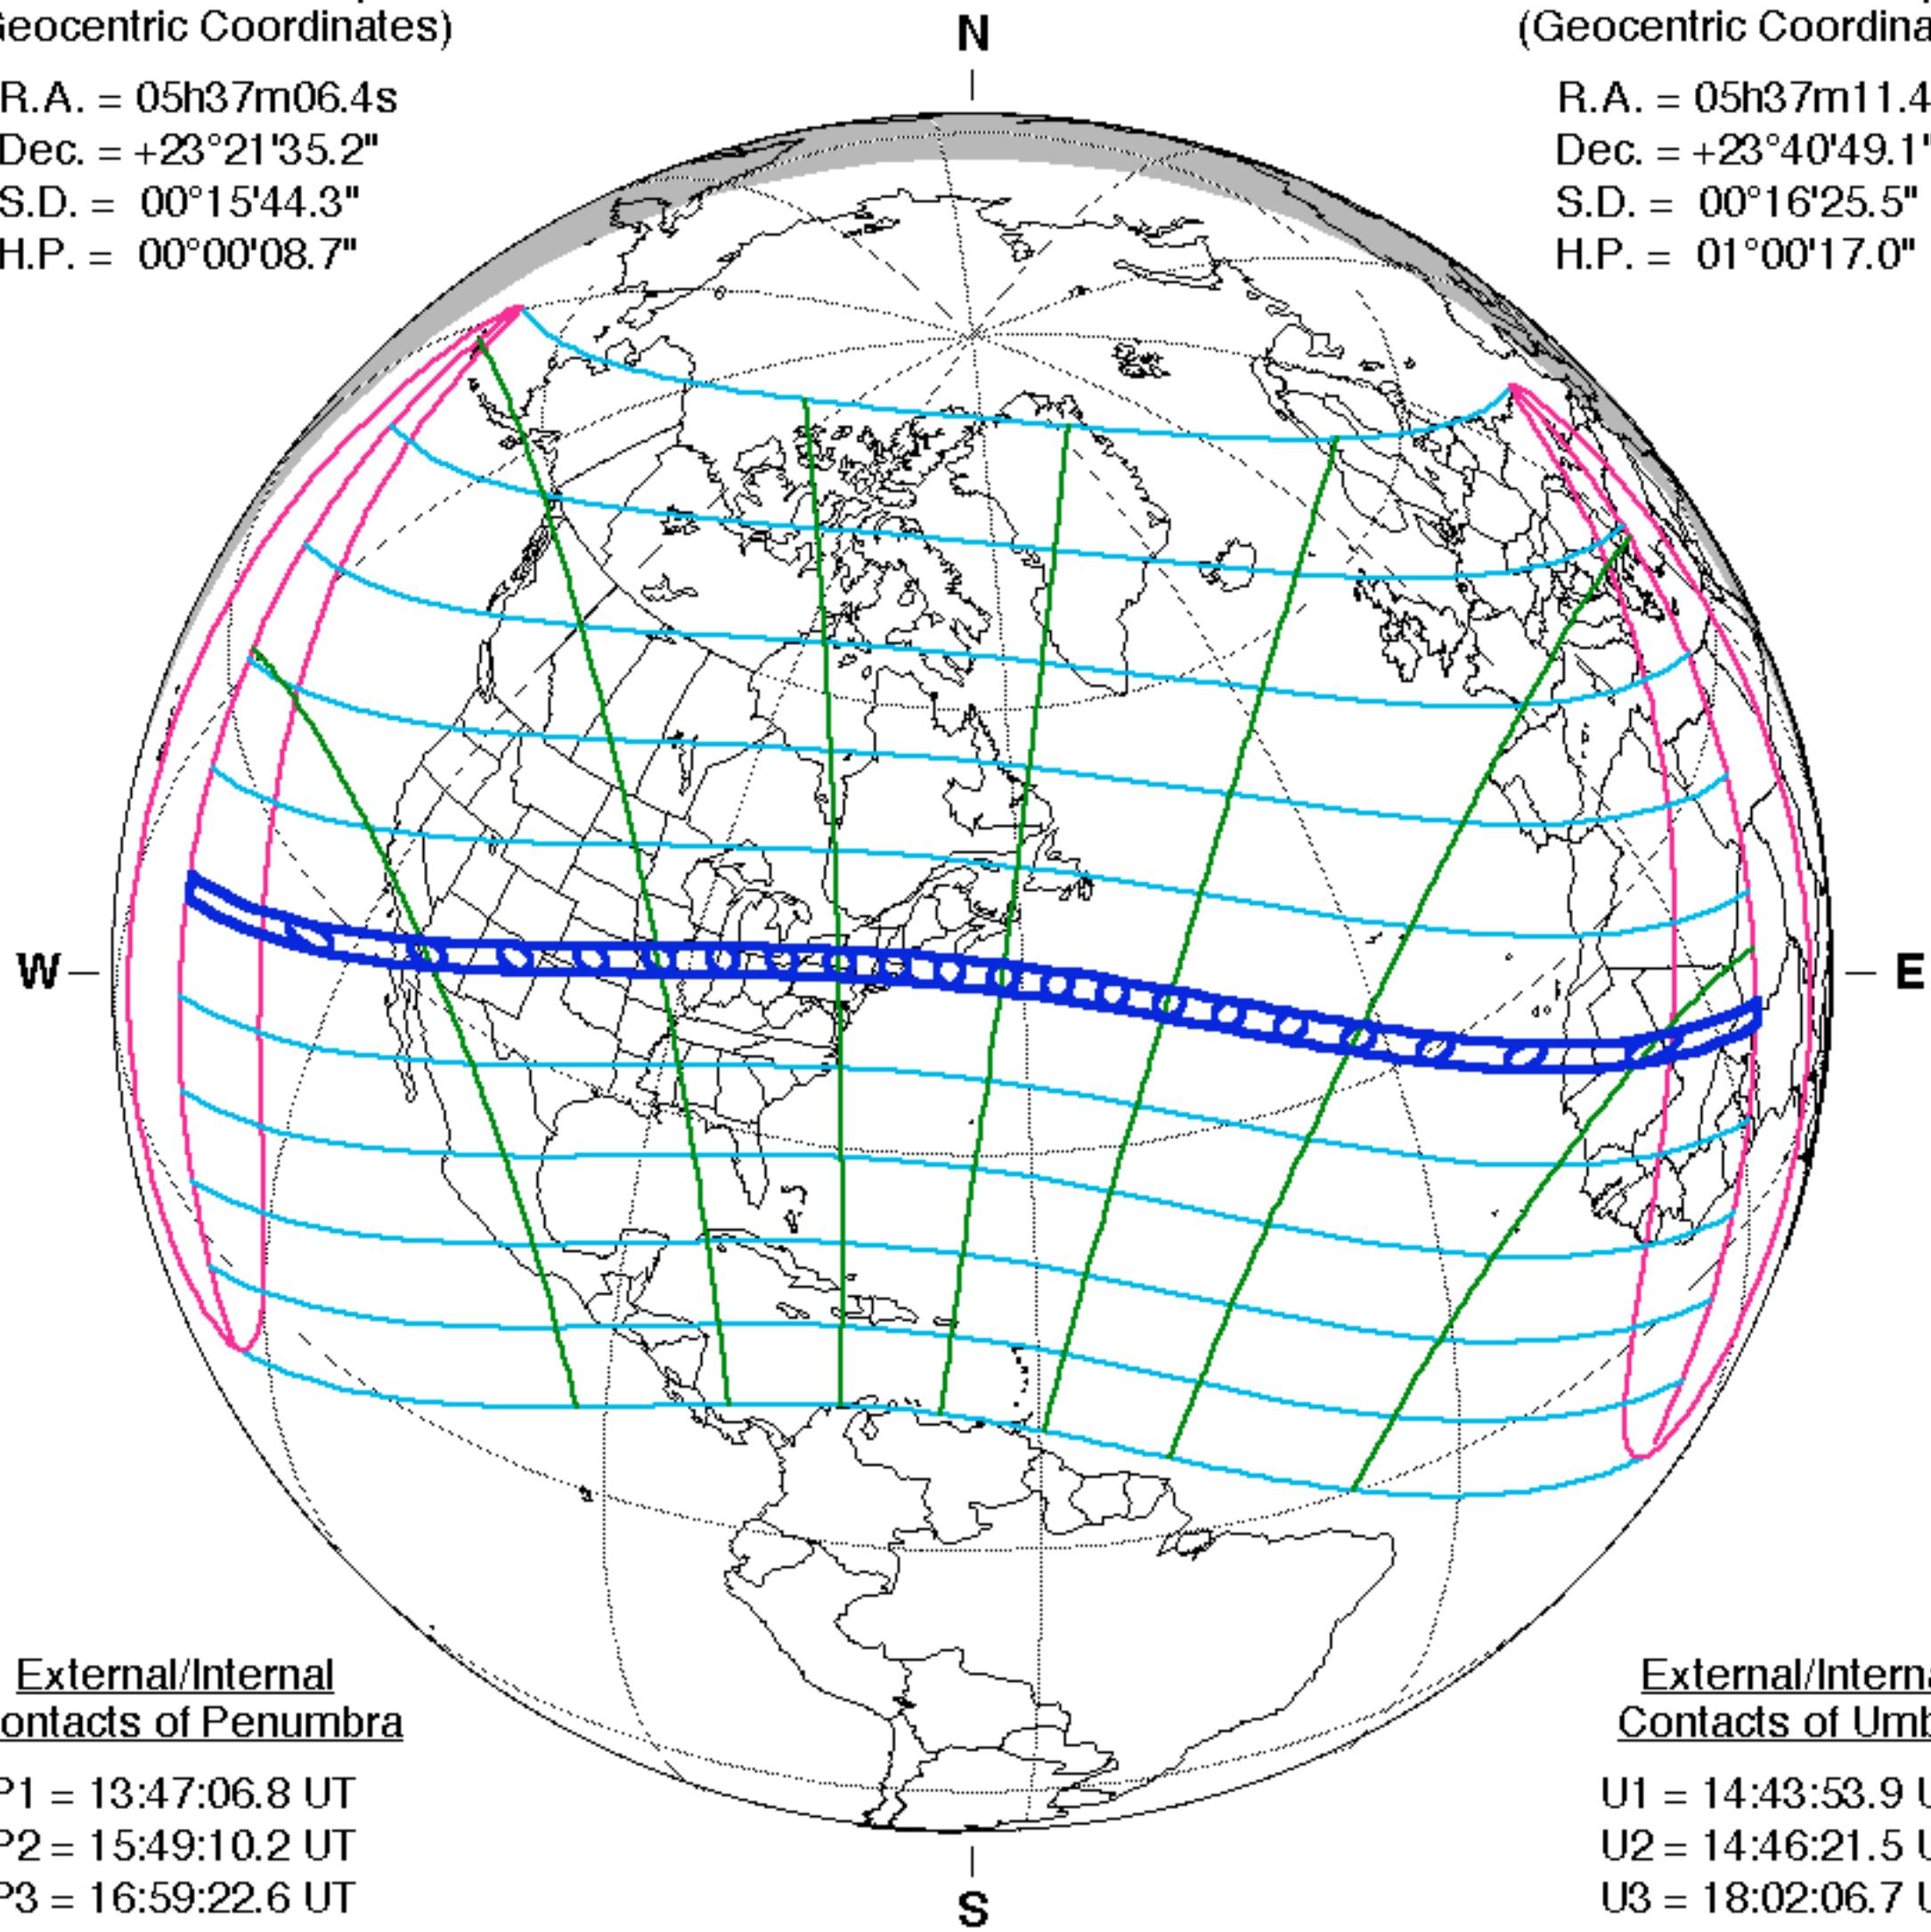 eocentric Coordinates)
R.A. = 05h37m06.4s
Dec. = +23°21'35.2"
S.D. = 00°15'44.3"
H.P. = 00°00'08.7"
N
(Geocentric Coordina
R.A. = 05h37m11.4
Dec. = +23°40'49.1"
S.D. = 00°16'25.5"
H.P. = 01°00'17.0"
W
E
External/Internal
ontacts of Penumbra
P1 = 13:47:06.8 UT
P2 = 15:49:10.2 UT
P3 = 16:59:22.6 UT
S
External/Interna
Contacts of Umb
U1 = 14:43:53.9 U
U2 = 14:46:21.5 U
U3 = 18:02:06.7 U